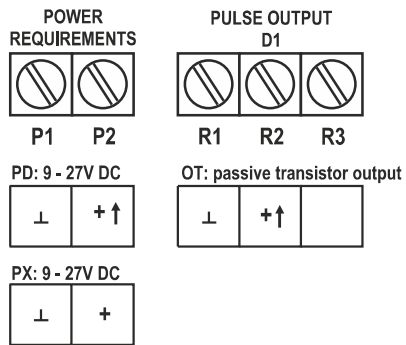 POWER
REQUIREMENTS
PULSE OUTPUT
D1
P1 P2
R1 R2 R3
PD: 9 - 27V DC
OT: passive transistor output
⊥ +↑
⊥ +↑
PX: 9 - 27V DC
⊥ +